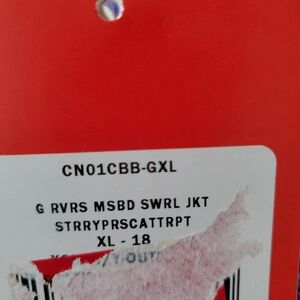 CN01CBB-GXL
G RVRS MSBD SWRL JKT
STRRYPRSCATTRPT
XL - 18